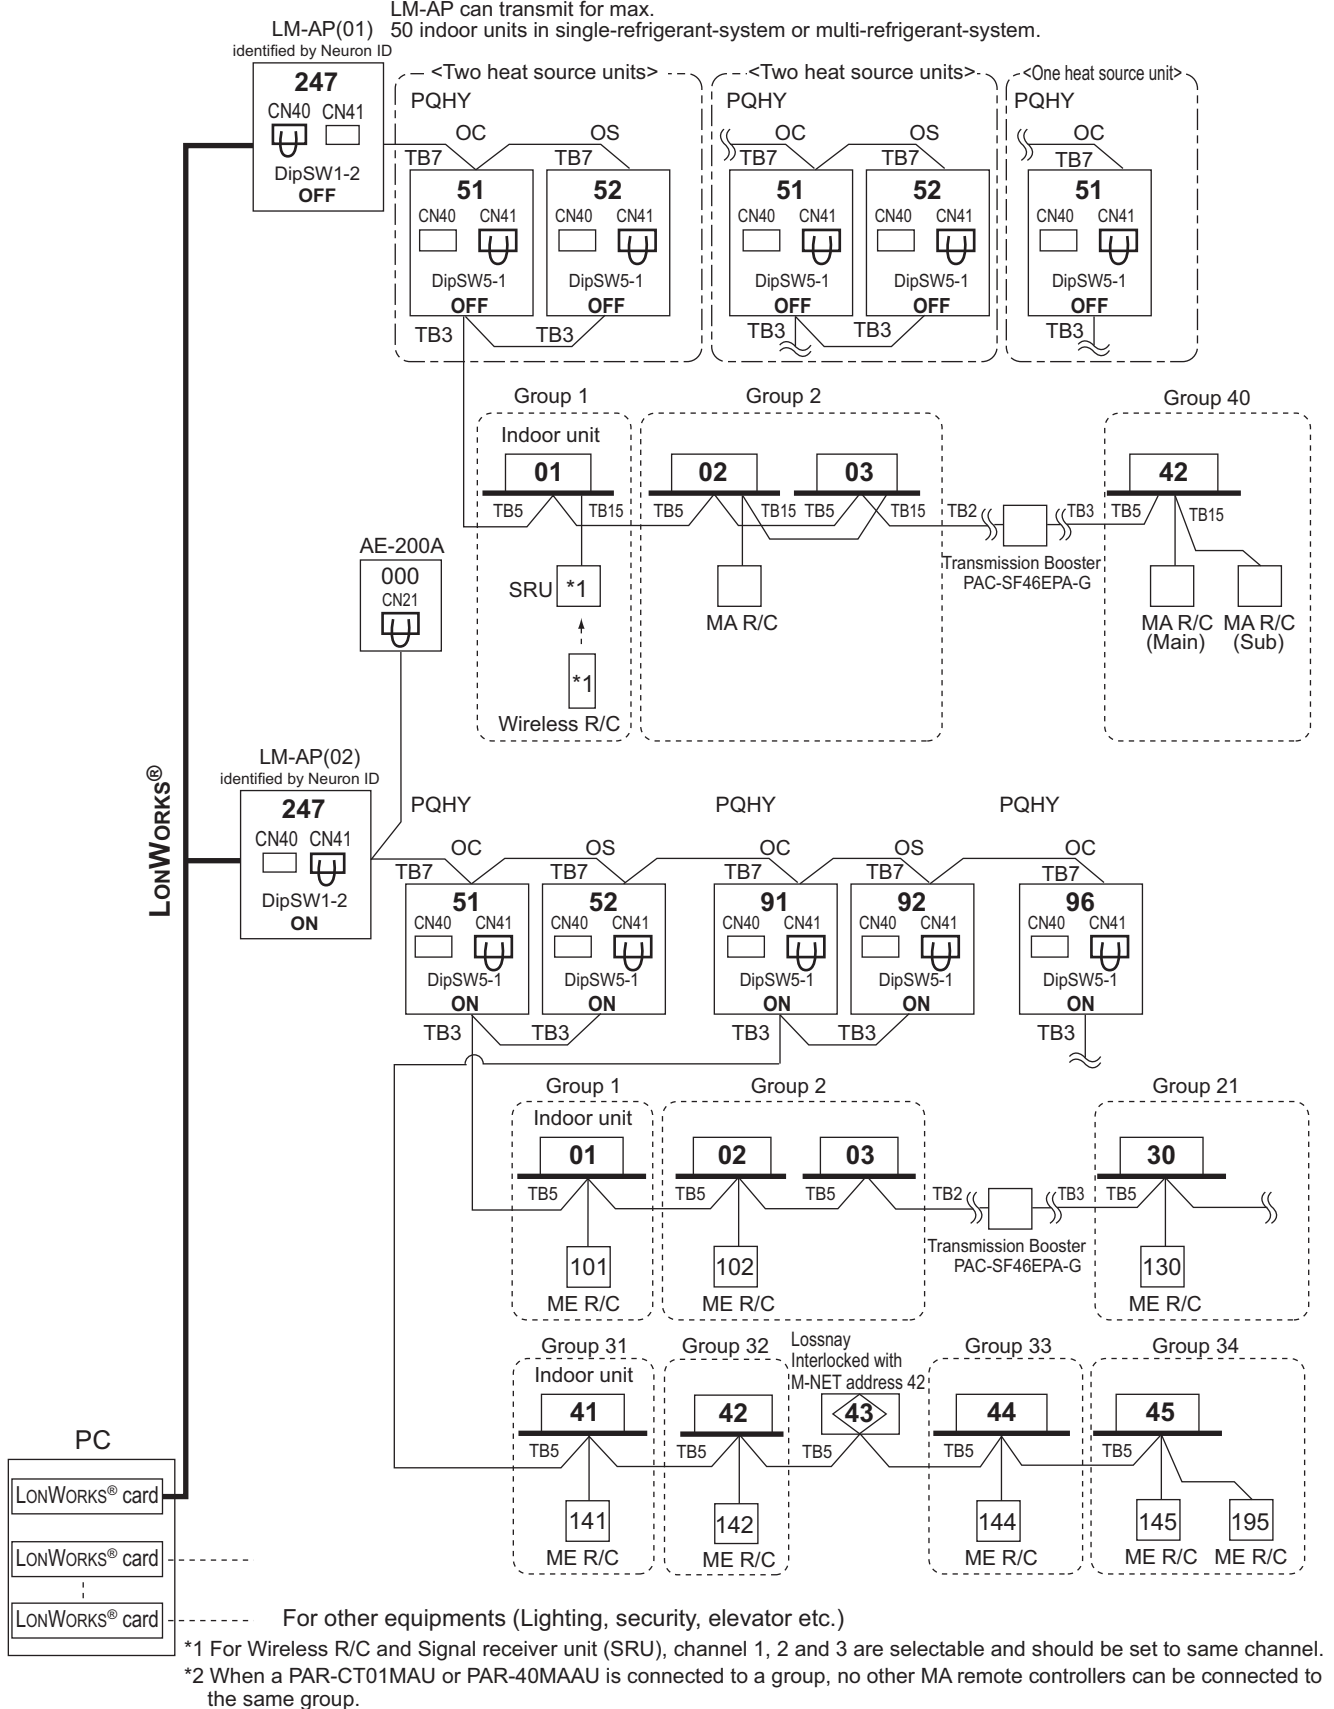 LM-AP can transmit for max.
50 indoor units in single-refrigerant-system or multi-refrigerant-system.
LM-AP(01)
identified by Neuron ID
247
CN40 CN41
DipSW1-2
OFF
<Two heat source units>
PQHY
OC OS
TB7 TB7
51 52
CN40 CN41 CN40 CN41
DipSW5-1 DipSW5-1
OFF OFF
TB3 TB3
<Two heat source units>
PQHY
OC OS
TB7 TB7
51 52
CN40 CN41 CN40 CN41
DipSW5-1 DipSW5-1
OFF OFF
TB3 TB3
<One heat source unit>
PQHY
OC
TB7
51
CN40 CN41
DipSW5-1
OFF
TB3
Group 1 Group 2 Group 40
Indoor unit
01 02 03 42
TB5 TB15 TB5 TB15 TB5 TB15 TB2 TB3 TB5 TB15
Transmission Booster
PAC-SF46EPA-G
SRU *1
*1
Wireless R/C
MA R/C
MA R/C
(Main)
MA R/C
(Sub)
AE-200A
000
CN21
LONWORKS®
LM-AP(02)
identified by Neuron ID
247
CN40 CN41
DipSW1-2
ON
PQHY PQHY PQHY
OC OS OC OS OC
TB7 TB7 TB7 TB7 TB7
51 52 91 92 96
CN40 CN41 CN40 CN41 CN40 CN41 CN40 CN41 CN40 CN41
DipSW5-1 DipSW5-1 DipSW5-1 DipSW5-1 DipSW5-1
ON ON ON ON ON
TB3 TB3 TB3 TB3 TB3
Group 1 Group 2 Group 21
Indoor unit
01 02 03 30
TB5 TB5 TB5 TB2 TB3 TB5
Transmission Booster
PAC-SF46EPA-G
101 102 130
ME R/C ME R/C ME R/C
Group 31 Group 32 Group 33 Group 34
Lossnay
Interlocked with
M-NET address 42
Indoor unit
41 42 43 44 45
TB5 TB5 TB5 TB5 TB5
141 142 144 145 195
ME R/C ME R/C ME R/C ME R/C ME R/C
PC
LONWORKS® card
LONWORKS® card
LONWORKS® card
For other equipments (Lighting, security, elevator etc.)
*1 For Wireless R/C and Signal receiver unit (SRU), channel 1, 2 and 3 are selectable and should be set to same channel.
*2 When a PAR-CT01MAU or PAR-40MAAU is connected to a group, no other MA remote controllers can be connected to
the same group.